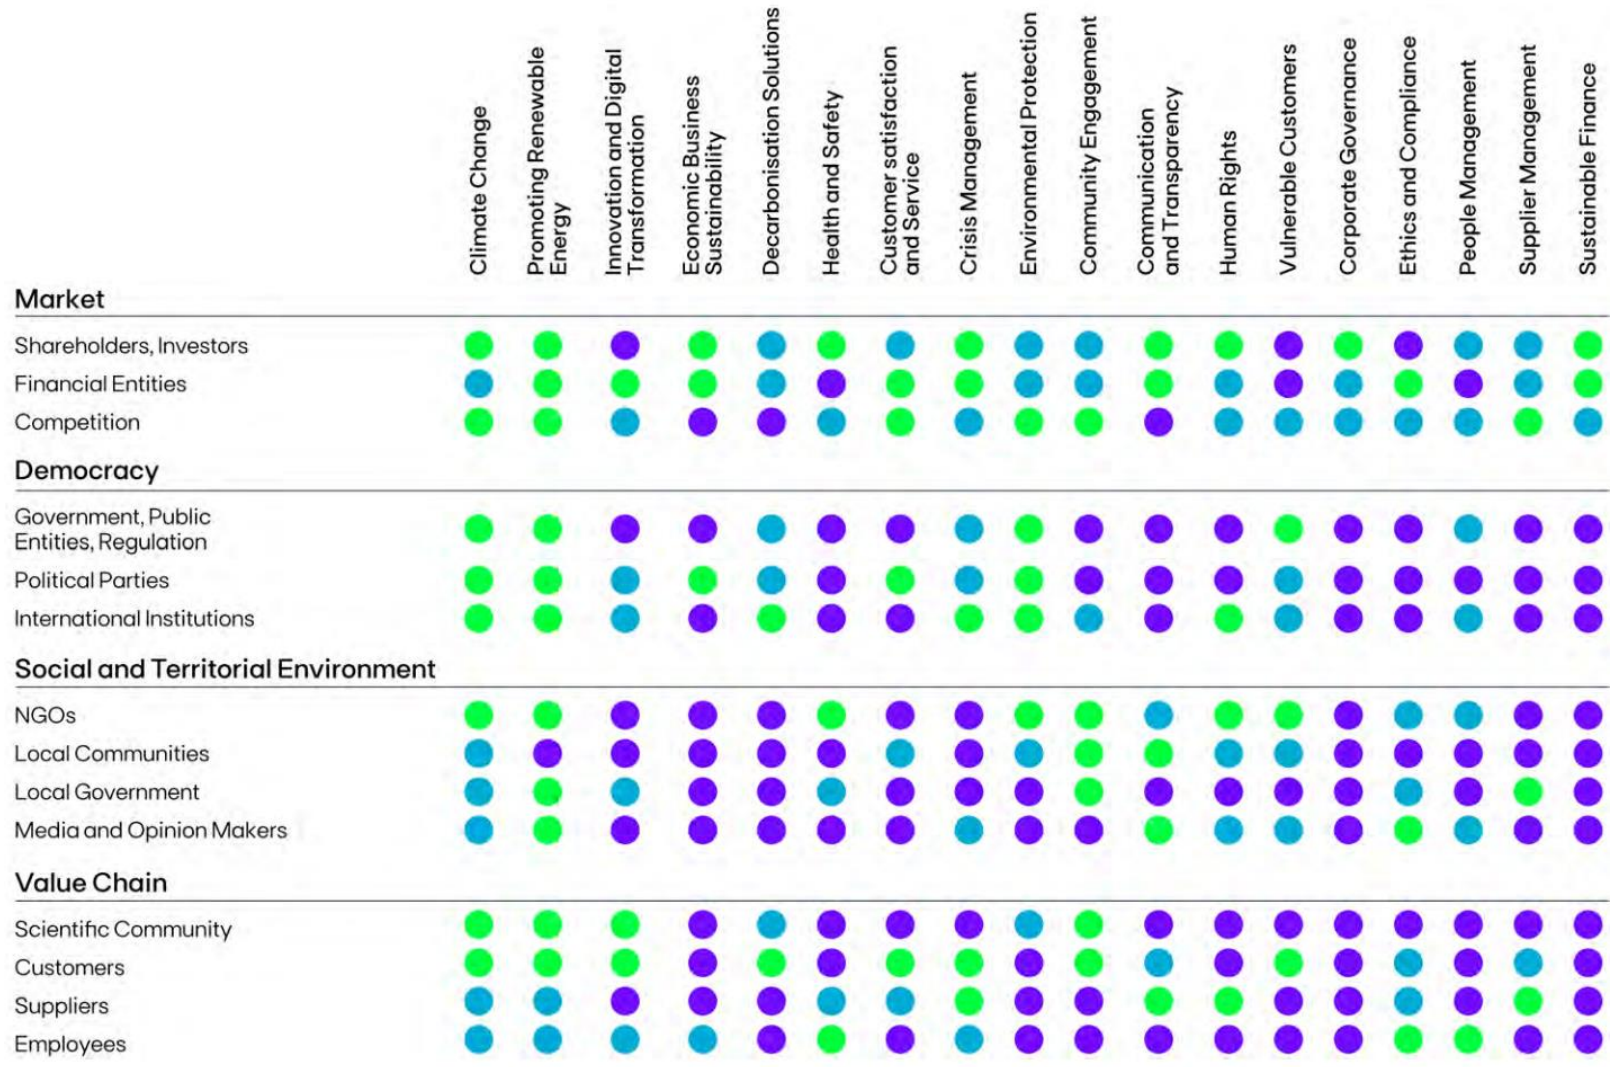 Climate Change
Promoting Renewable
Energy
Innovation and Digital
Transformation
Economic Business
Sustainability
Decarbonisation Solutions
Health and Safety
Customer satisfaction
and Service
Crisis Management
Environmental Protection
Community Engagement
Communication
and Transparency
Human Rights
Vulnerable Customers
Corporate Governance
Ethics and Compliance
People Management
Supplier Management
Sustainable Finance
Market
Shareholders, Investors
Financial Entities
Competition
Democracy
Government, Public
Entities, Regulation
Political Parties
International Institutions
Social and Territorial Environment
NGOs
Local Communities
Local Government
Media and Opinion Makers
Value Chain
Scientific Community
Customers
Suppliers
Employees